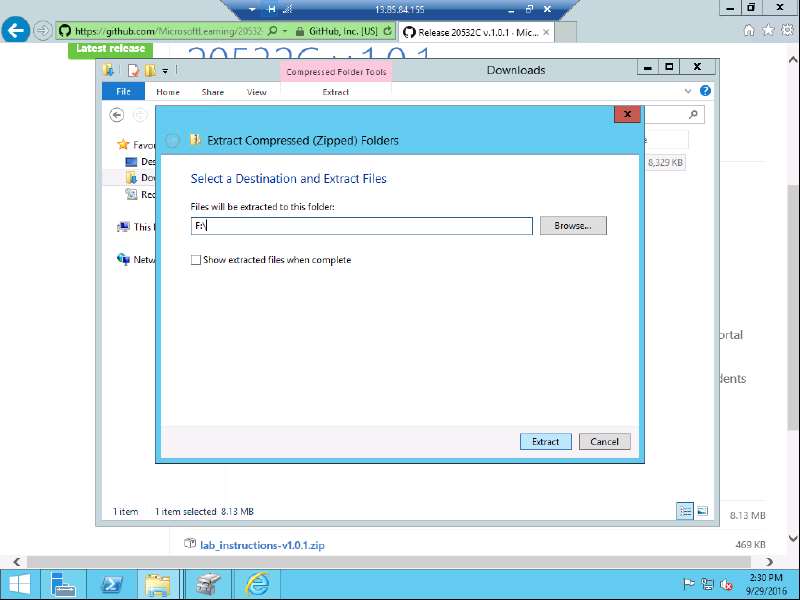 13.85.84.155
https://github.com/MicrosoftLearning/20532-
GitHub, Inc. [US]
Release 20532C v.1.0.1 - Mic...
Latest release
20532C v.1.0.1
Compressed Folder Tools
Downloads
File
Home
Share
View
Extract
Favo
Des
Dow
Rec
This
Netw
8,329 KB
Extract Compressed (Zipped) Folders
Select a Destination and Extract Files
Files will be extracted to this folder:
F:\
Browse...
Show extracted files when complete
Extract
Cancel
ortal
dents
1 item
1 item selected 8.13 MB
8.13 MB
lab_instructions-v1.0.1.zip
469 KB
2:30 PM
9/29/2016